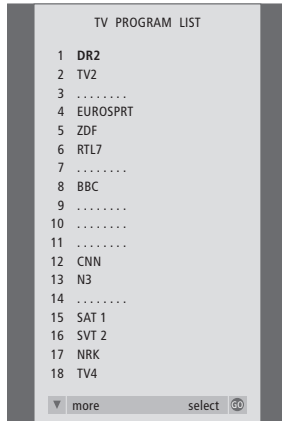 TV PROGRAM LIST
1 DR2
2 TV2
3 . . . . . . . .
4 EUROSPRT
5 ZDF
6 RTL7
7 . . . . . . . .
8 BBC
9 . . . . . . . .
10 . . . . . . . .
11 . . . . . . . .
12 CNN
13 N3
14 . . . . . . . .
15 SAT 1
16 SVT 2
17 NRK
18 TV4
▼ more select GO